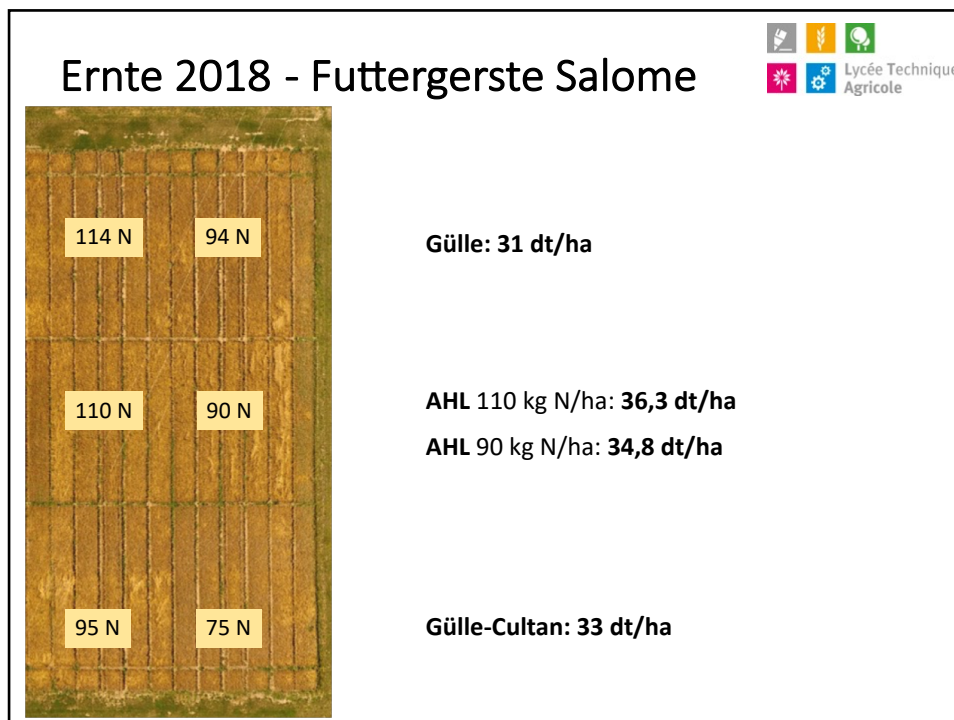 Ernte 2018 - Futtergerste Salome
Lycée Technique
Agricole
114 N
94 N
Gülle: 31 dt/ha
110 N
90 N
AHL 110 kg N/ha: 36,3 dt/ha
AHL 90 kg N/ha: 34,8 dt/ha
95 N
75 N
Gülle-Cultan: 33 dt/ha